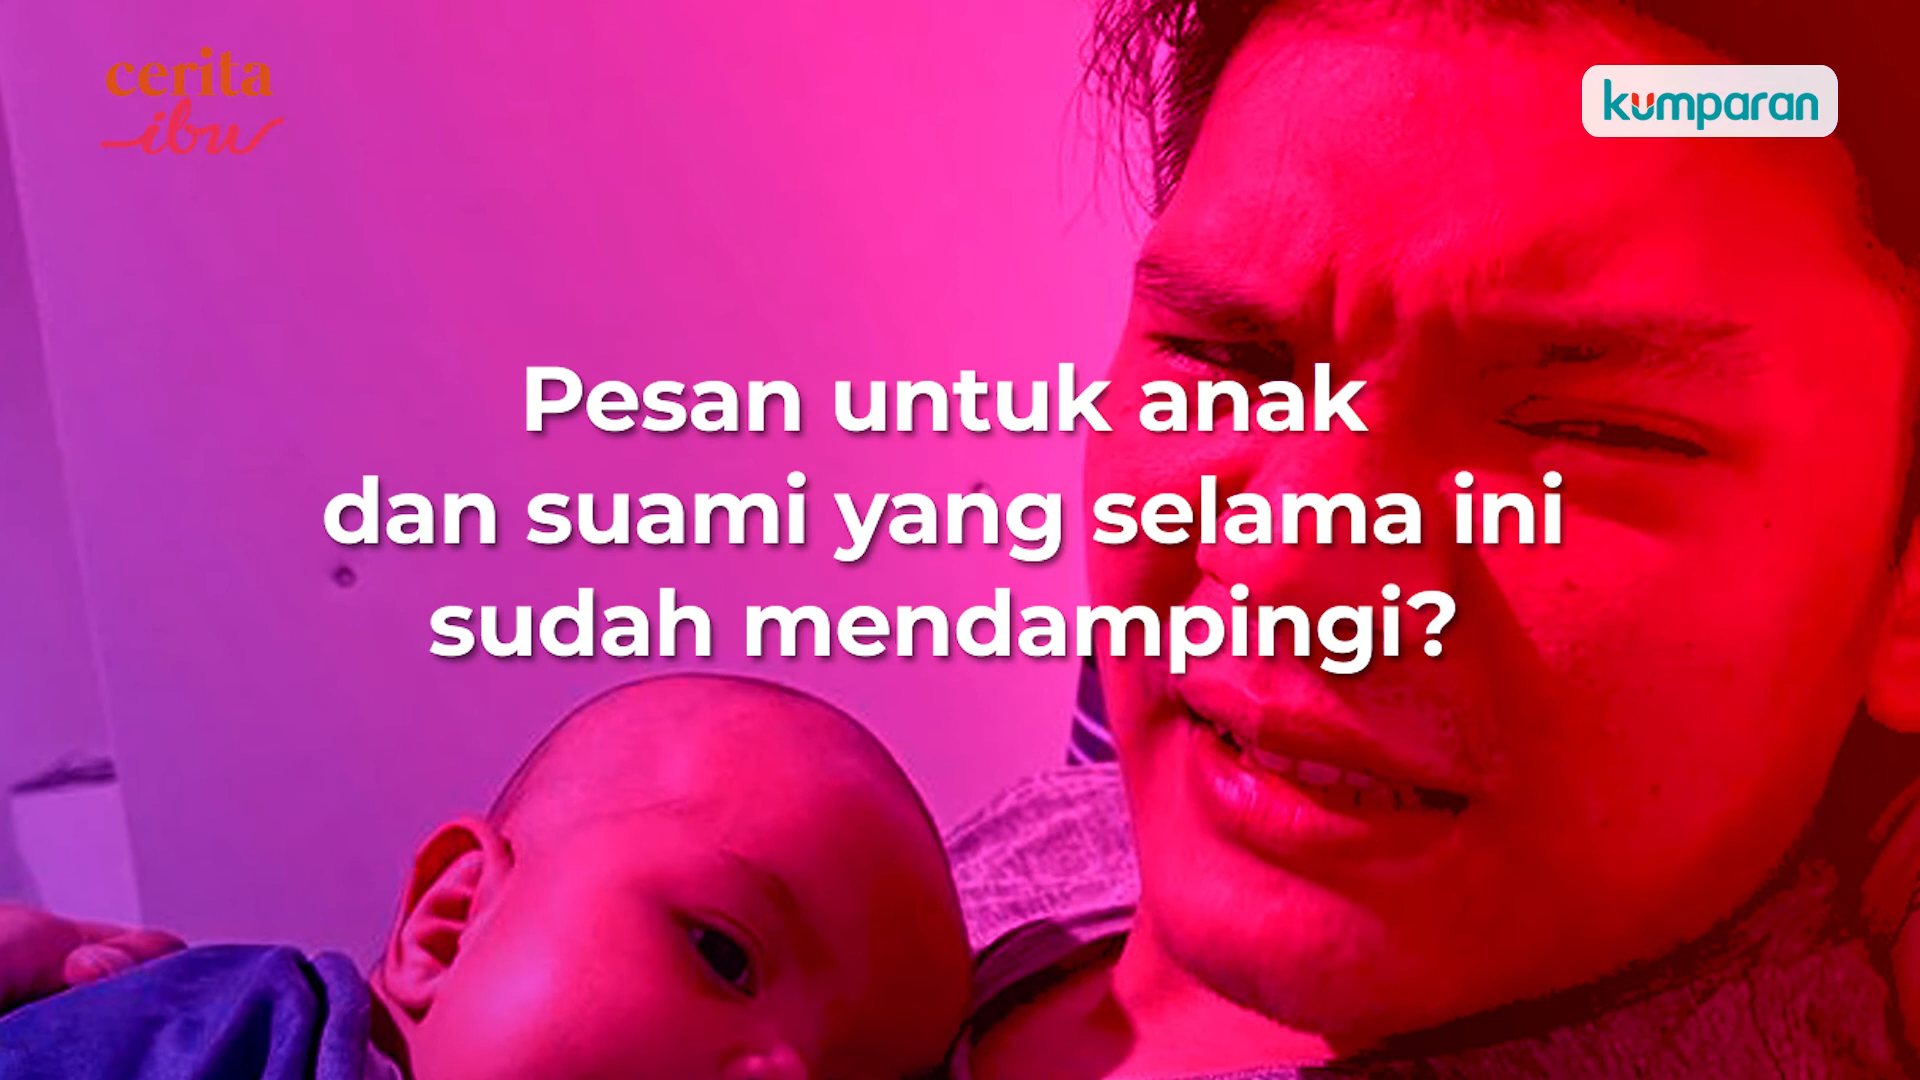 cerita
ibu
kumparan
Pesan untuk anak
dan suami yang selama ini
sudah mendampingi?